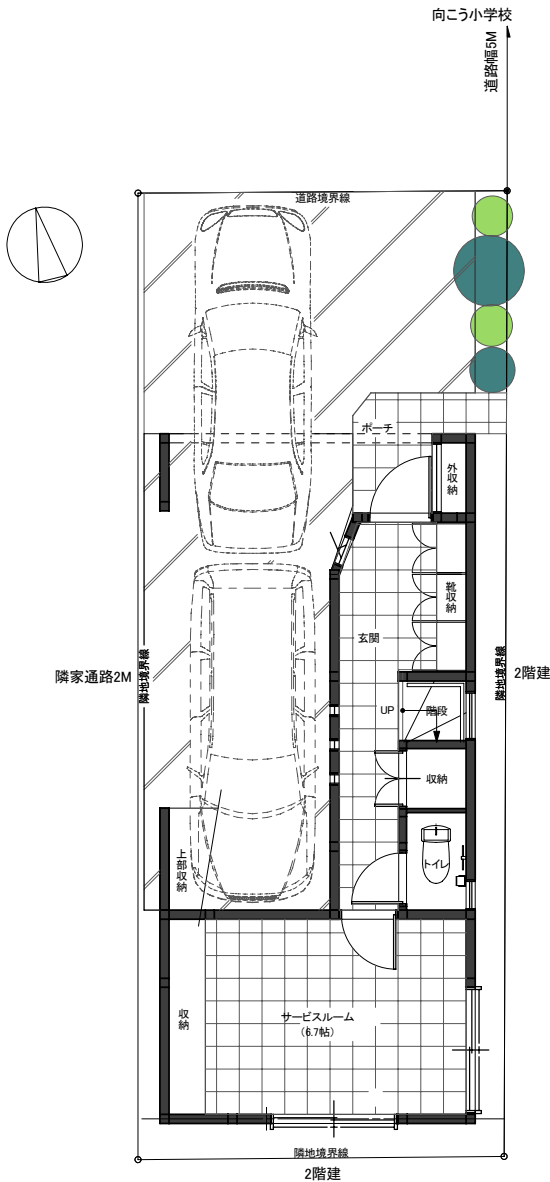 向こう小学校
道路幅5M
道路境界線
ポーチ
外収納
靴収納
玄関
隣家通路2M
隣地境界線
隣地境界線
2階建
UP
階段
収納
トイレ
上部収納
収納
サービスルーム
(6.7帖)
隣地境界線
2階建